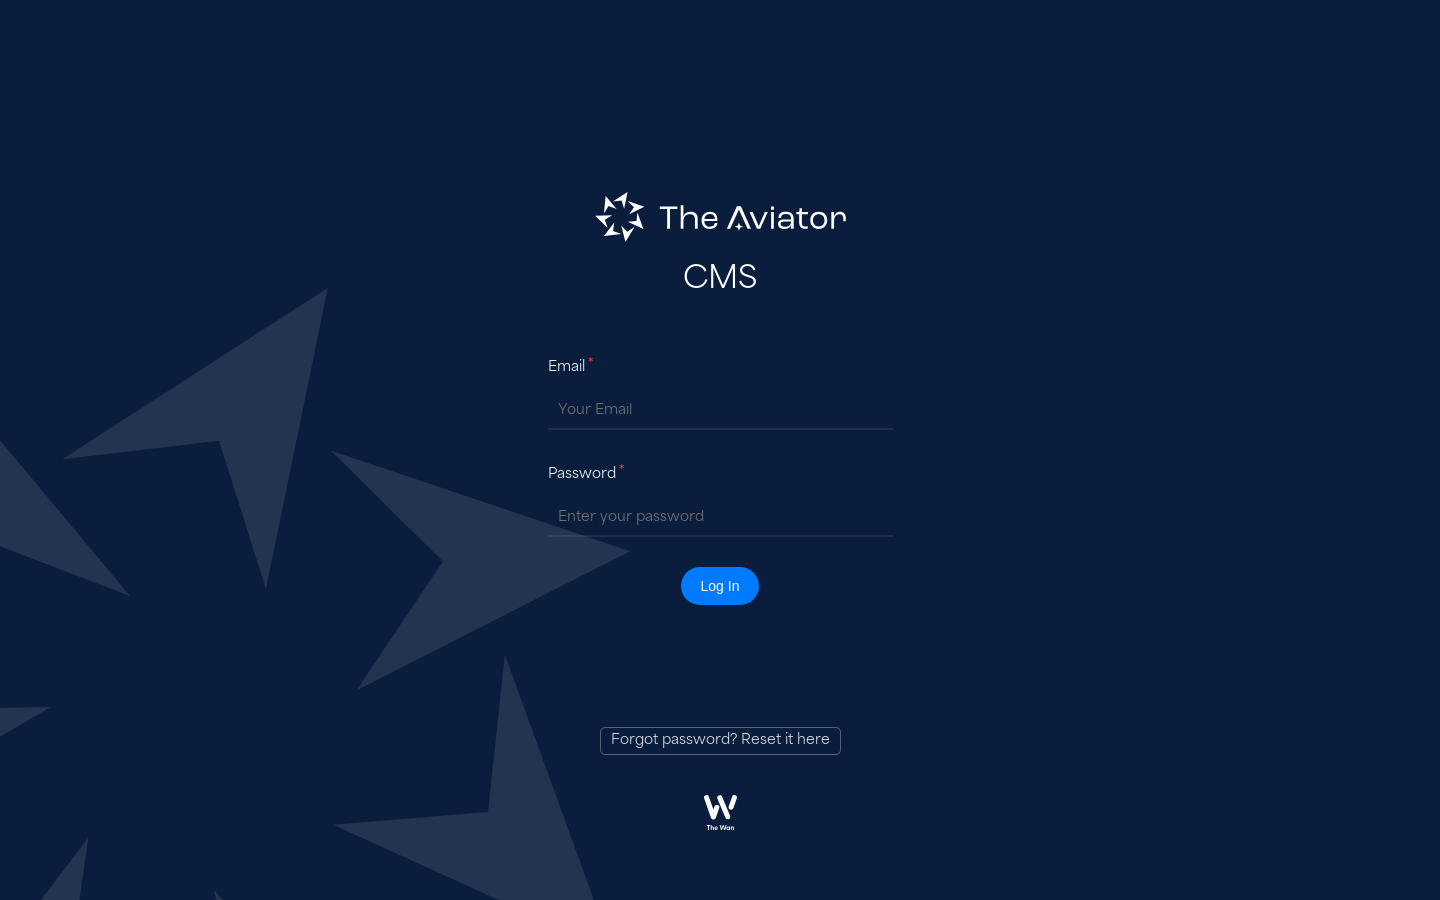 The Aviator
CMS
Email *
Your Email
Password *
Enter your password
Log In
Forgot password? Reset it here
The Wan